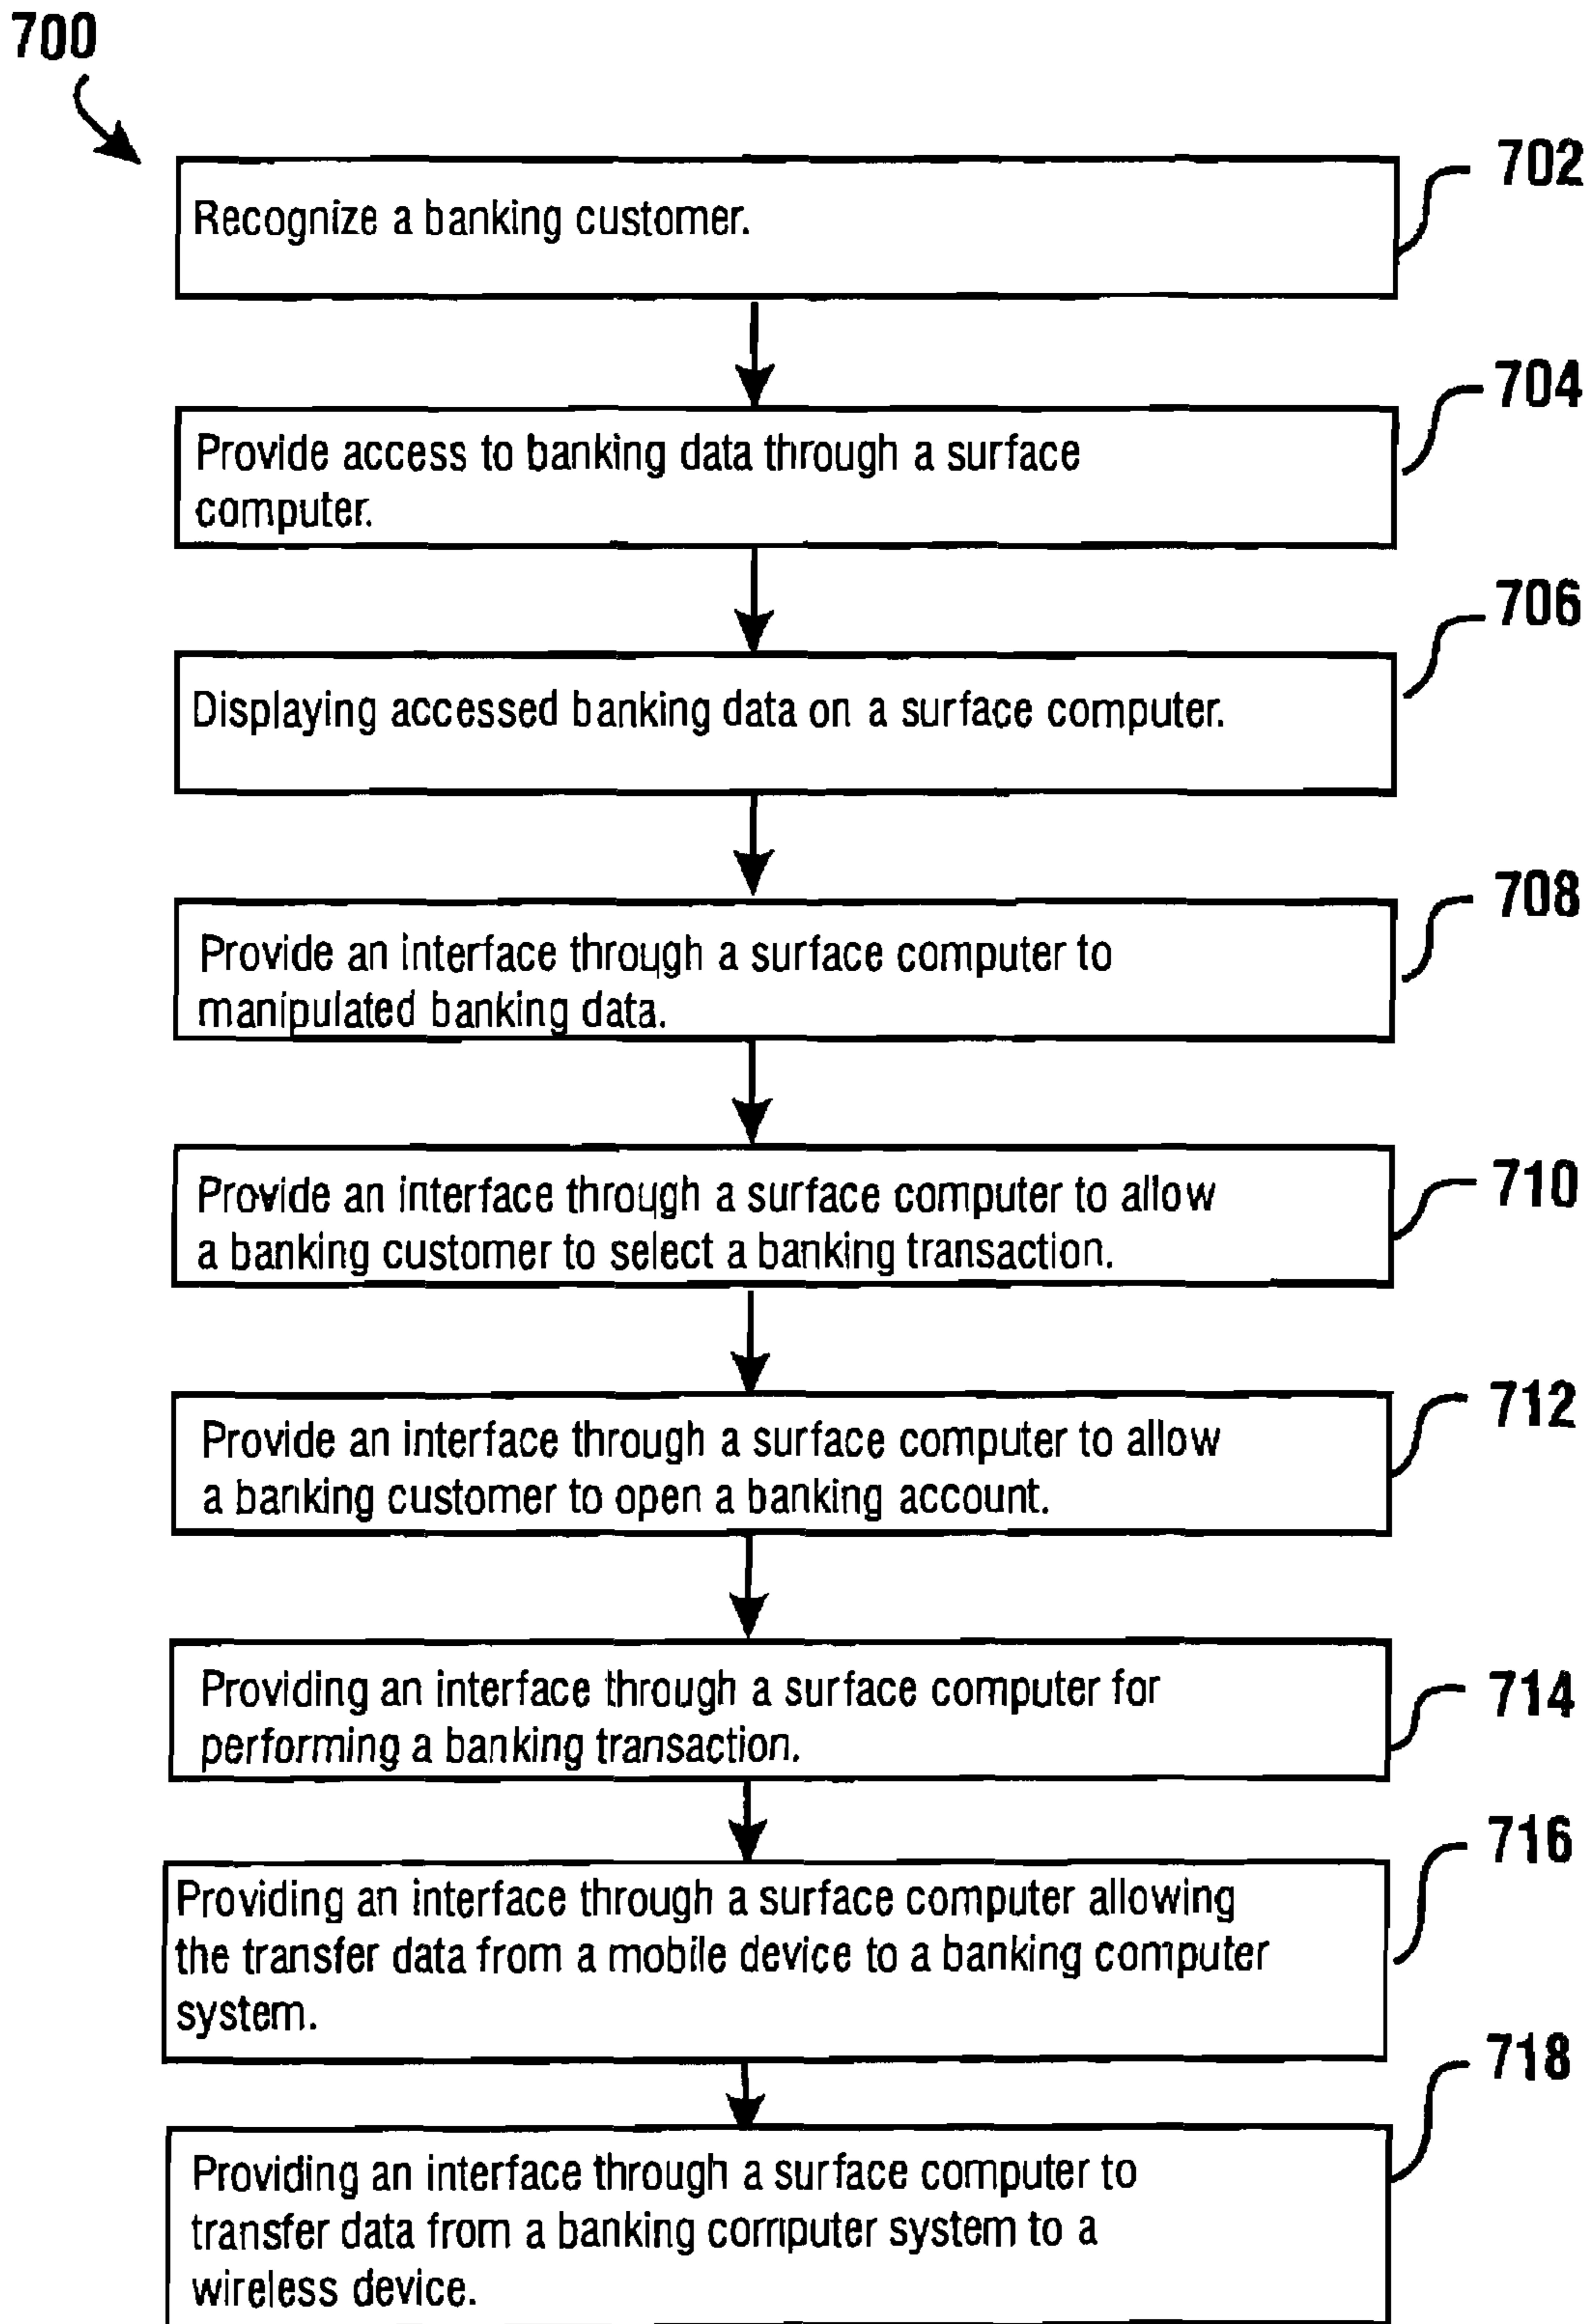 700
702
Recognize a banking customer.
704
Provide access to banking data through a surface
computer.
706
Displaying accessed banking data on a surface computer.
708
Provide an interface through a surface computer to
manipulated banking data.
710
Provide an interface through a surface computer to allow
a banking customer to select a banking transaction.
712
Provide an interface through a surface computer to allow
a banking customer to open a banking account.
714
Providing an interface through a surface computer for
performing a banking transaction.
716
Providing an interface through a surface computer allowing
the transfer data from a mobile device to a banking computer
system.
718
Providing an interface through a surface computer to
transfer data from a banking computer system to a
wireless device.